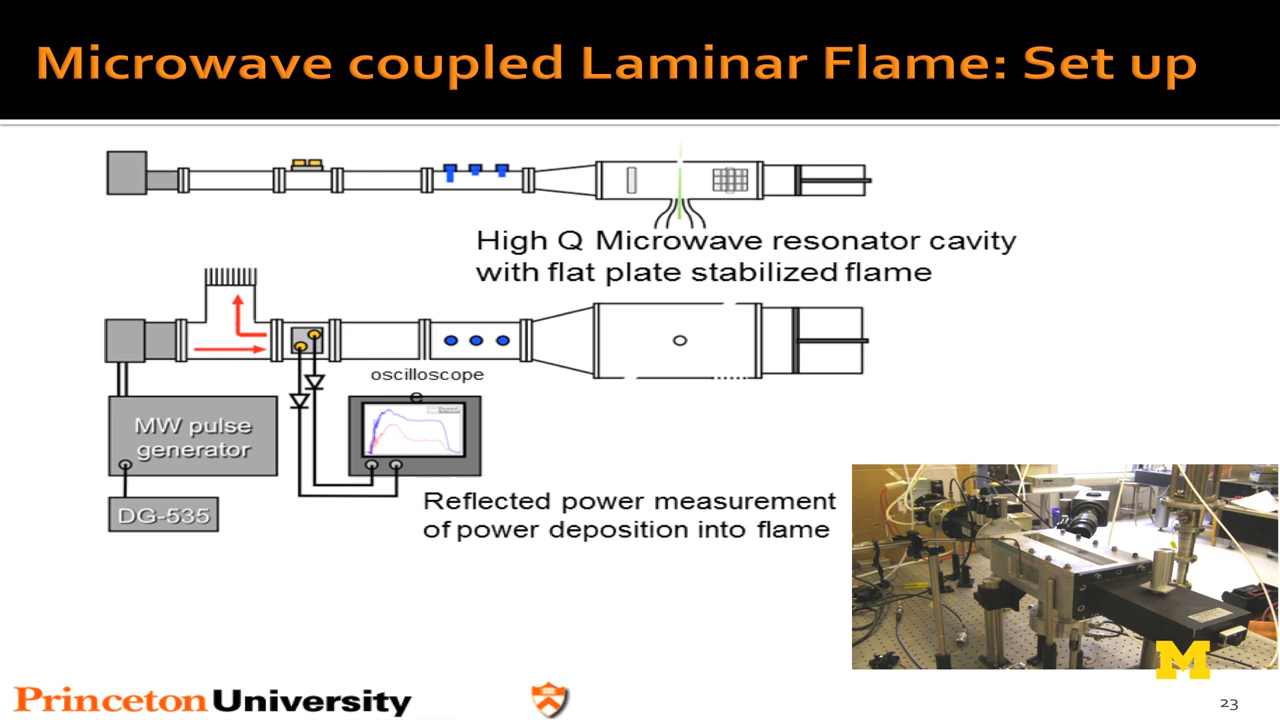 Microwave coupled Laminar Flame: Set up
High Q Microwave resonator cavity
with flat plate stabilized flame
oscilloscope
e
MW pulse
generator
DG-535
Reflected power measurement
of power deposition into flame
M
Princeton University
23